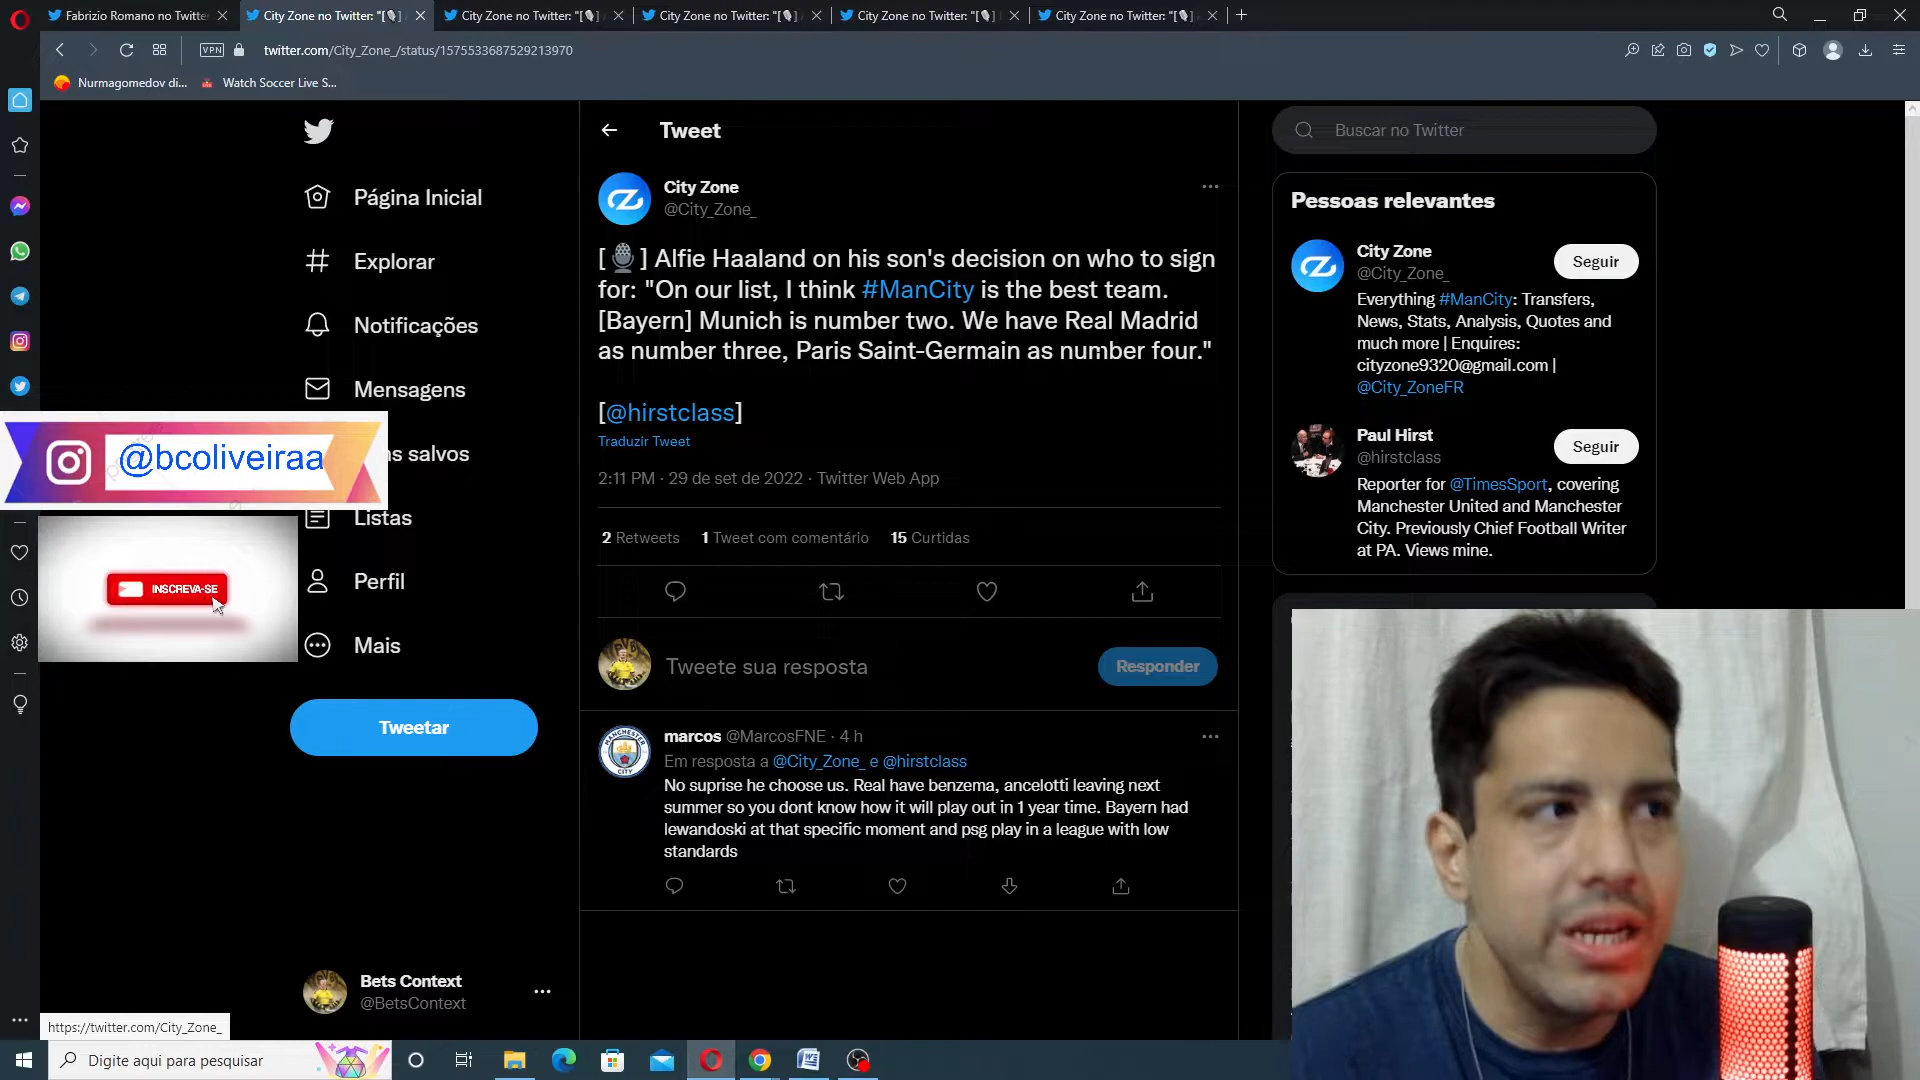 Fabrizio Romano no Twitter
City Zone no Twitter: "[🎙]
City Zone no Twitter: "[🎙]
City Zone no Twitter: "[🎙]
City Zone no Twitter: "[🎙]
City Zone no Twitter: "[🎙]
VPN
twitter.com/City_Zone_/status/1575533687529213970
Nurmagomedov di...
Watch Soccer Live S...
Página Inicial
Explorar
Notificações
Mensagens
ns salvos
Listas
Perfil
Mais
Tweetar
@bcoliveiraa
INSCREVA-SE
Bets Context
@BetsContext
https://twitter.com/City_Zone_
Tweet
City Zone
@City_Zone_
[🎙] Alfie Haaland on his son's decision on who to sign
for: "On our list, I think #ManCity is the best team.
[Bayern] Munich is number two. We have Real Madrid
as number three, Paris Saint-Germain as number four."
[@hirstclass]
Traduzir Tweet
2:11 PM · 29 de set de 2022 · Twitter Web App
2 Retweets 1 Tweet com comentário 15 Curtidas
Tweete sua resposta
Responder
marcos @MarcosFNE · 4 h
Em resposta a @City_Zone_ e @hirstclass
No suprise he choose us. Real have benzema, ancelotti leaving next
summer so you dont know how it will play out in 1 year time. Bayern had
lewandoski at that specific moment and psg play in a league with low
standards
Buscar no Twitter
Pessoas relevantes
City Zone
@City_Zone_
Seguir
Everything #ManCity: Transfers,
News, Stats, Analysis, Quotes and
much more | Enquires:
cityzone9320@gmail.com |
@City_ZoneFR
Paul Hirst
@hirstclass
Seguir
Reporter for @TimesSport, covering
Manchester United and Manchester
City. Previously Chief Football Writer
at PA. Views mine.
Digite aqui para pesquisar